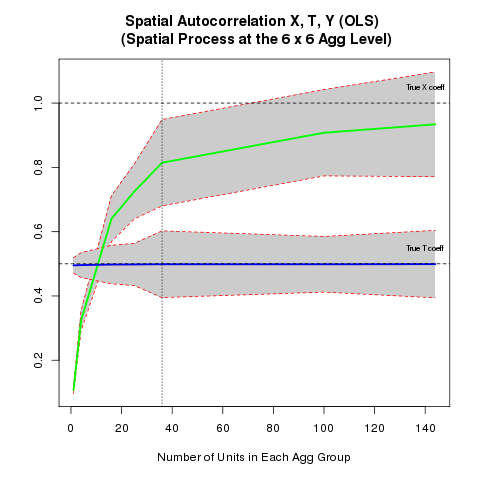 Spatial Autocorrelation X, T, Y (OLS)
(Spatial Process at the 6 x 6 Agg Level)
True X coeff
True T coeff
1.0
0.8
0.6
0.4
0.2
0 20 40 60 80 100 120 140
Number of Units in Each Agg Group